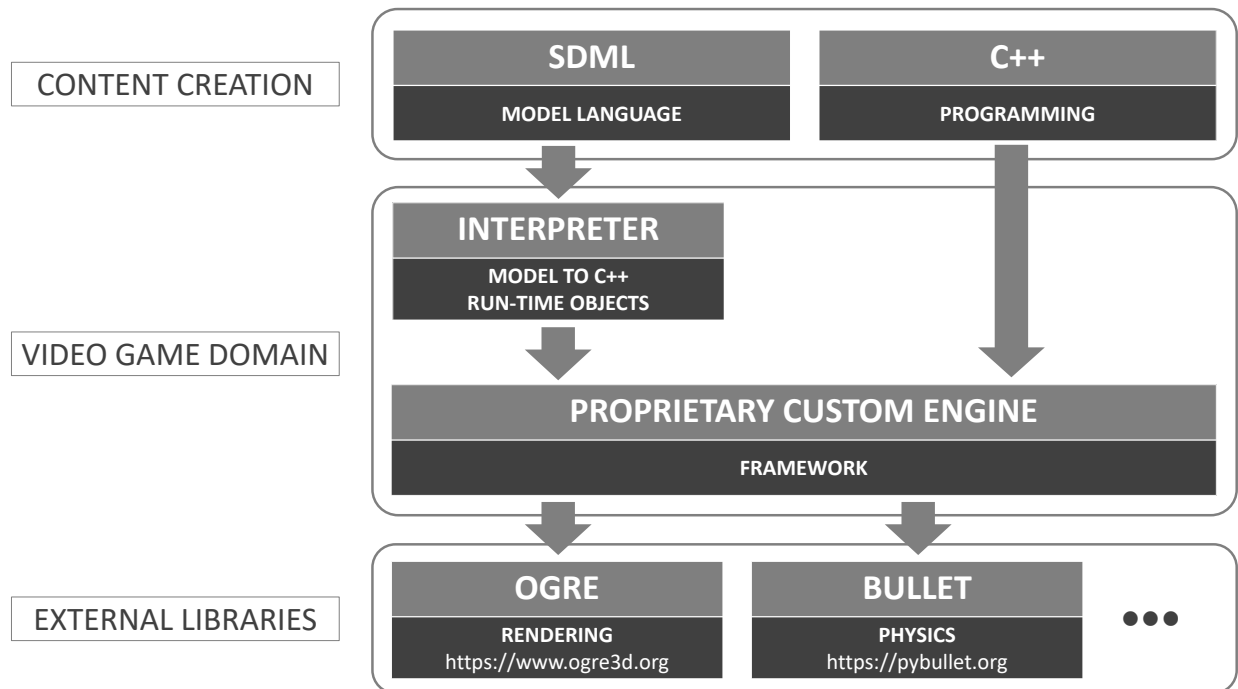 CONTENT CREATION
SDML
MODEL LANGUAGE
C++
PROGRAMMING
VIDEO GAME DOMAIN
INTERPRETER
MODEL TO C++
RUN-TIME OBJECTS
PROPRIETARY CUSTOM ENGINE
FRAMEWORK
EXTERNAL LIBRARIES
OGRE
RENDERING
https://www.ogre3d.org
BULLET
PHYSICS
https://pybullet.org
●●●